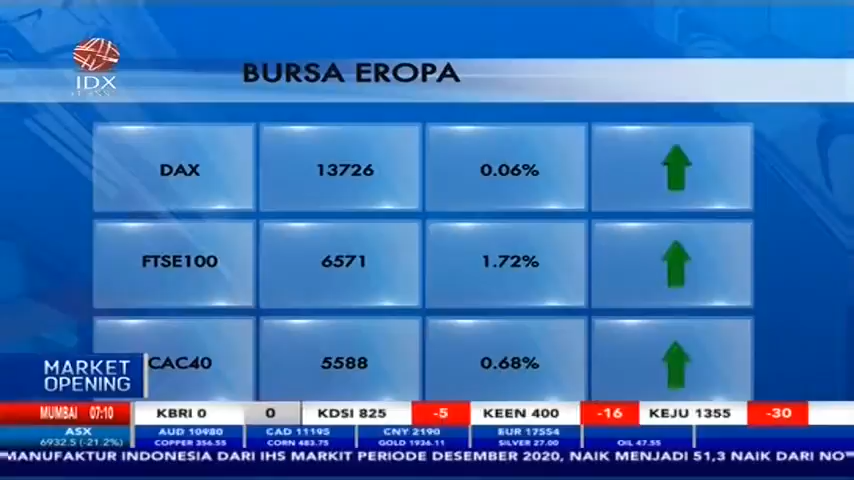 IDX
BURSA EROPA
DAX 13726 0.06%
FTSE100 6571 1.72%
CAC40 5588 0.68%
MARKET
OPENING
MUMBAI 07:10 KBRI 0 0 KDSI 825 -5 KEEN 400 -16 KEJU 1355 -30
ASX AUD 10980 CAD 11195 CNY 2190 EUR 17554
6932.5 (-21.2%) COPPER 356.55 CORN 483.75 GOLD 1936.11 SILVER 27.00 OIL 47.55
MANUFAKTUR INDONESIA DARI IHS MARKIT PERIODE DESEMBER 2020, NAIK MENJADI 51,3 NAIK DARI NO